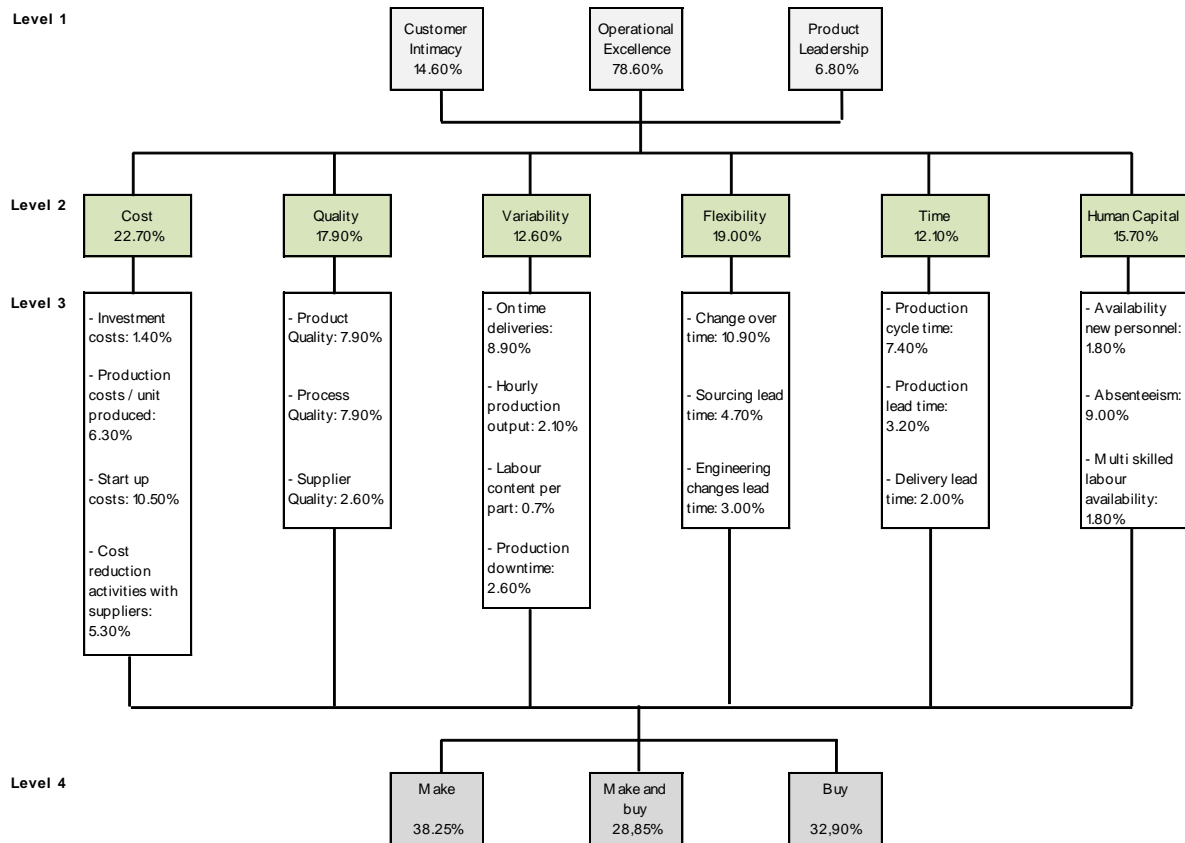 Level 1
Customer
Intimacy
14.60%
Operational
Excellence
78.60%
Product
Leadership
6.80%
Level 2
Cost
22.70%
Quality
17.90%
Variability
12.60%
Flexibility
19.00%
Time
12.10%
Human Capital
15.70%
Level 3
- Investment
costs: 1.40%
- Production
costs / unit
produced:
6.30%
- Start up
costs: 10.50%
- Cost
reduction
activities with
suppliers:
5.30%
- Product
Quality: 7.90%
- Process
Quality: 7.90%
- Supplier
Quality: 2.60%
- On time
deliveries:
8.90%
- Hourly
production
output: 2.10%
- Labour
content per
part: 0.7%
- Production
downtime:
2.60%
- Change over
time: 10.90%
- Sourcing lead
time: 4.70%
- Engineering
changes lead
time: 3.00%
- Production
cycle time:
7.40%
- Production
lead time:
3.20%
- Delivery lead
time: 2.00%
- Availability
new personnel:
1.80%
- Absenteeism:
9.00%
- Multi skilled
labour
availability:
1.80%
Level 4
Make
38.25%
Make and
buy
28,85%
Buy
32,90%